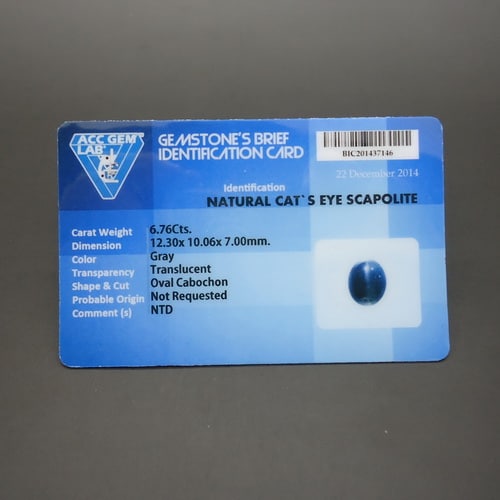 ACC GEM®
LAB
GEMSTONE'S BRIEF
IDENTIFICATION CARD
BIC201437146
22 December 2014
Identification
NATURAL CAT`S EYE SCAPOLITE
Carat Weight 6.76Cts.
Dimension 12.30x 10.06x 7.00mm.
Color Gray
Transparency Translucent
Shape & Cut Oval Cabochon
Probable Origin Not Requested
Comment (s) NTD